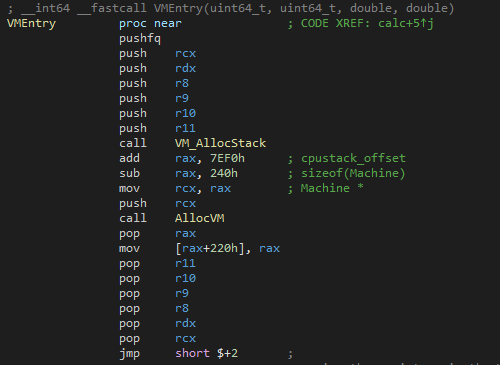 ; __int64 __fastcall VMEntry(uint64_t, uint64_t, double, double)
VMEntry proc near ; CODE XREF: calc+5↑j
pushfq
push rcx
push rdx
push r8
push r9
push r10
push r11
call VM_AllocStack
add rax, 7EF0h ; cpustack_offset
sub rax, 240h ; sizeof(Machine)
mov rcx, rax ; Machine *
push rcx
call AllocVM
pop rax
mov [rax+220h], rax
pop r11
pop r10
pop r9
pop r8
pop rdx
pop rcx
jmp short $+2 ;